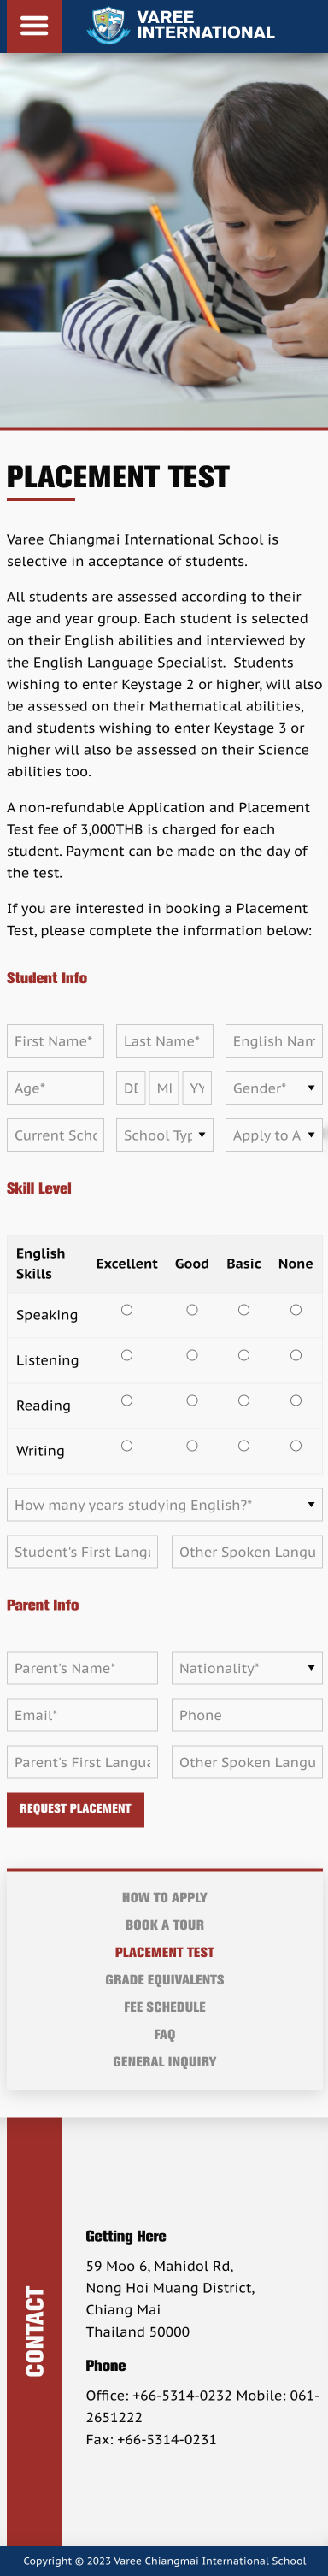 VAREE
INTERNATIONAL
PLACEMENT TEST
Varee Chiangmai International School is
selective in acceptance of students.
All students are assessed according to their
age and year group. Each student is selected
on their English abilities and interviewed by
the English Language Specialist. Students
wishing to enter Keystage 2 or higher, will also
be assessed on their Mathematical abilities,
and students wishing to enter Keystage 3 or
higher will also be assessed on their Science
abilities too.
A non-refundable Application and Placement
Test fee of 3,000THB is charged for each
student. Payment can be made on the day of
the test.
If you are interested in booking a Placement
Test, please complete the information below:
Student Info
First Name* Last Name* English Nam
Age* DD MM YY Gender*
Current Scho School Typ Apply to A
Skill Level
English
Skills Excellent Good Basic None
Speaking
Listening
Reading
Writing
How many years studying English?*
Student's First Langu Other Spoken Langu
Parent Info
Parent's Name* Nationality*
Email* Phone
Parent's First Langua Other Spoken Langu
REQUEST PLACEMENT
HOW TO APPLY
BOOK A TOUR
PLACEMENT TEST
GRADE EQUIVALENTS
FEE SCHEDULE
FAQ
GENERAL INQUIRY
CONTACT
Getting Here
59 Moo 6, Mahidol Rd,
Nong Hoi Muang District,
Chiang Mai
Thailand 50000
Phone
Office: +66-5314-0232 Mobile: 061-
2651222
Fax: +66-5314-0231
Copyright © 2023 Varee Chiangmai International School